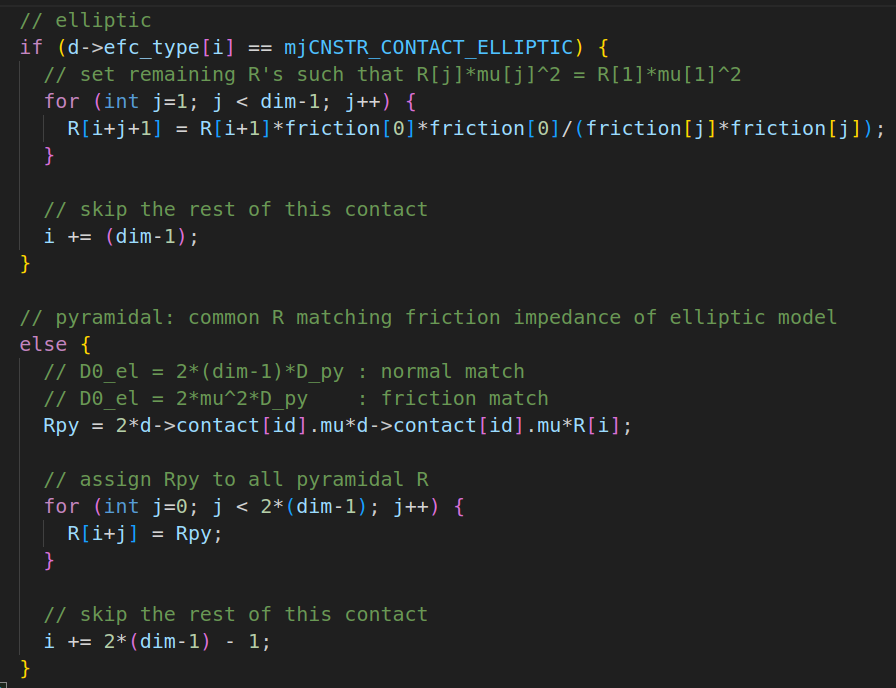 // elliptic
if (d->efc_type[i] == mjCNSTR_CONTACT_ELLIPTIC) {
  // set remaining R's such that R[j]*mu[j]^2 = R[1]*mu[1]^2
  for (int j=1; j < dim-1; j++) {
    R[i+j+1] = R[i+1]*friction[0]*friction[0]/(friction[j]*friction[j]);
  }

  // skip the rest of this contact
  i += (dim-1);
}

// pyramidal: common R matching friction impedance of elliptic model
else {
  // D0_el = 2*(dim-1)*D_py : normal match
  // D0_el = 2*mu^2*D_py    : friction match
  Rpy = 2*d->contact[id].mu*d->contact[id].mu*R[i];

  // assign Rpy to all pyramidal R
  for (int j=0; j < 2*(dim-1); j++) {
    R[i+j] = Rpy;
  }

  // skip the rest of this contact
  i += 2*(dim-1) - 1;
}